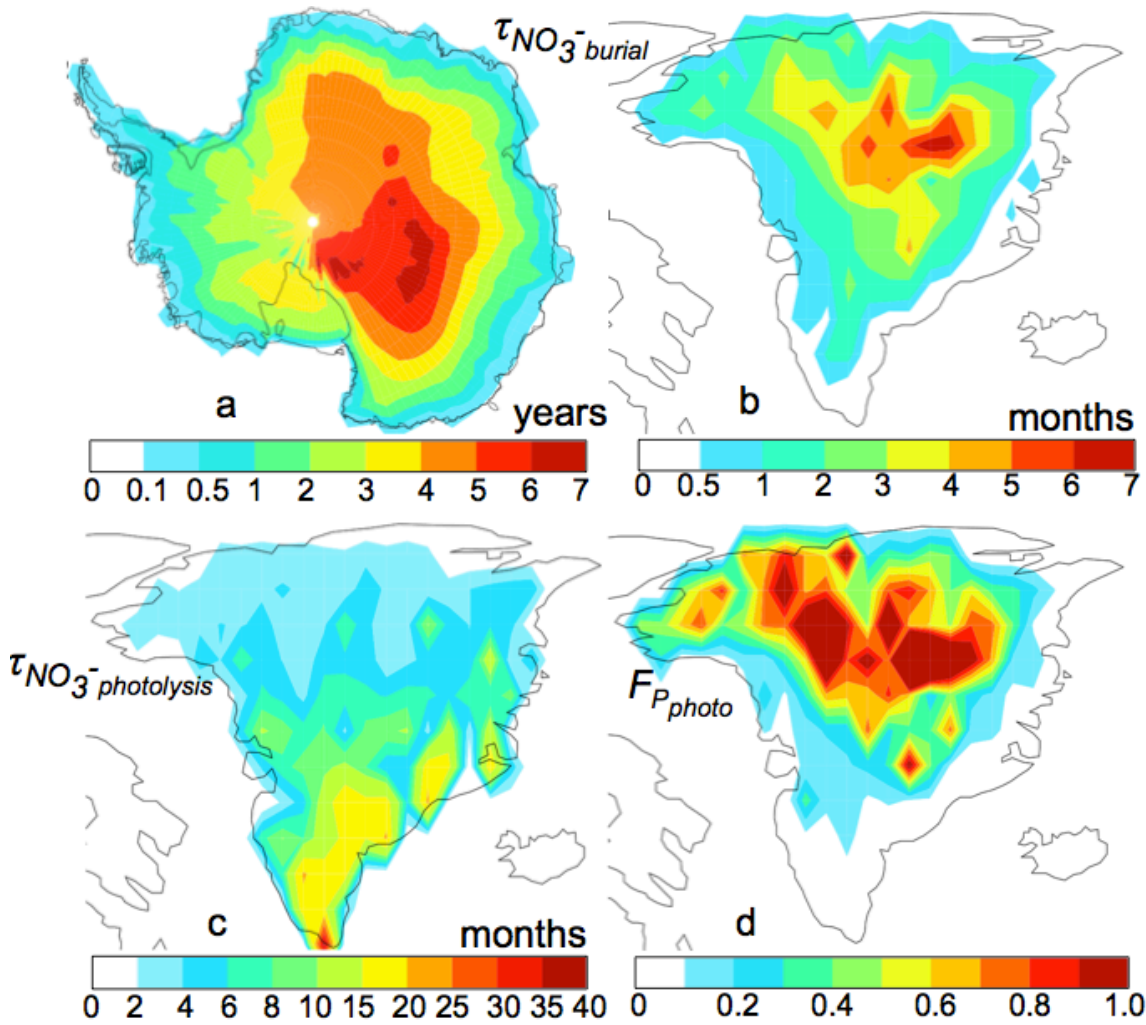 τNO3-burial
a
years
0 0.1 0.5 1 2 3 4 5 6 7
b
months
0 0.5 1 2 3 4 5 6 7
τNO3-photolysis
c
months
0 2 4 6 8 10 15 20 25 30 35 40
FPphoto
d
0.2 0.4 0.6 0.8 1.0